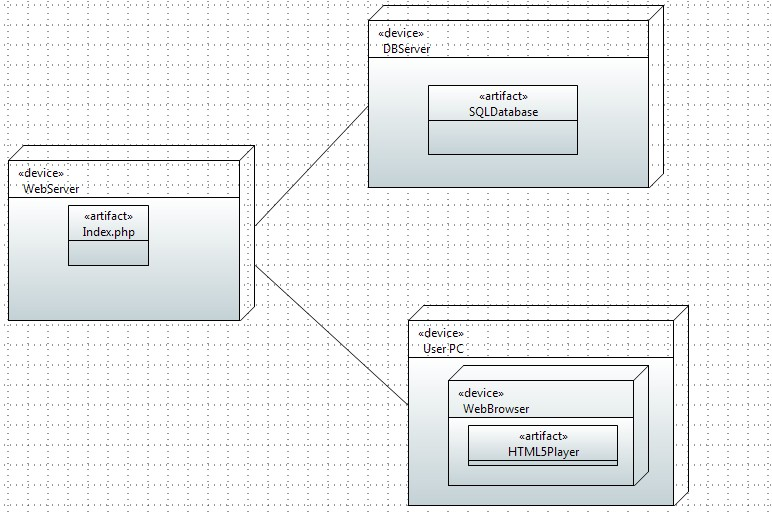 «device»
DBServer
«artifact»
SQLDatabase
«device»
WebServer
«artifact»
Index.php
«device»
User PC
«device»
WebBrowser
«artifact»
HTML5Player